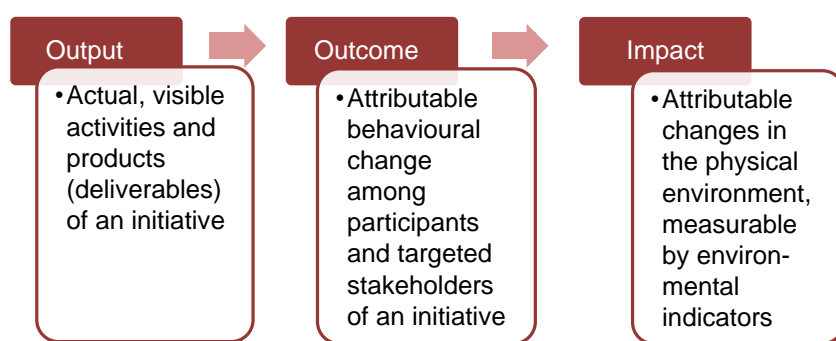 Output
•Actual, visible
activities and
products
(deliverables)
of an initiative
Outcome
•Attributable
behavioural
change
among
participants
and targeted
stakeholders
of an initiative
Impact
•Attributable
changes in
the physical
environment,
measurable
by environ-
mental
indicators